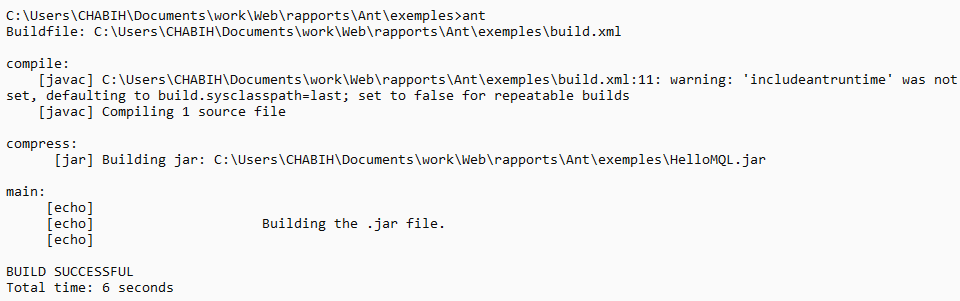 C:\Users\CHABIH\Documents\work\Web\rapports\Ant\exemples>ant
Buildfile: C:\Users\CHABIH\Documents\work\Web\rapports\Ant\exemples\build.xml
compile:
[javac] C:\Users\CHABIH\Documents\work\Web\rapports\Ant\exemples\build.xml:11: warning: 'includeantruntime' was not
set, defaulting to build.sysclasspath=last; set to false for repeatable builds
[javac] Compiling 1 source file
compress:
[jar] Building jar: C:\Users\CHABIH\Documents\work\Web\rapports\Ant\exemples\HelloMQL.jar
main:
[echo]
[echo] Building the .jar file.
[echo]
BUILD SUCCESSFUL
Total time: 6 seconds